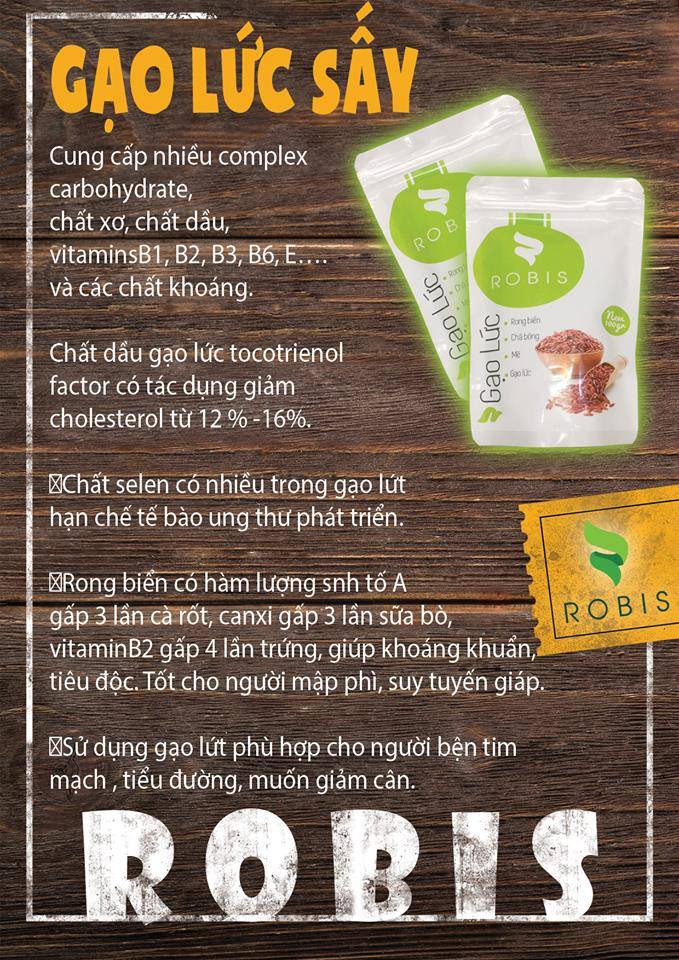 GẠO LỨC SẤY
Cung cấp nhiều complex
carbohydrate,
chất xơ, chất dầu,
vitaminsB1, B2, B3, B6, E....
và các chất khoáng.
Chất dầu gạo lức tocotrienol
factor có tác dụng giảm
cholesterol từ 12 % -16%.
Chất selen có nhiều trong gạo lứt
hạn chế tế bào ung thư phát triển.
Rong biển có hàm lượng snh tố A
gấp 3 lần cà rốt, canxi gấp 3 lần sữa bò,
vitaminB2 gấp 4 lần trứng, giúp khoáng khuẩn,
tiêu độc. Tốt cho người mập phì, suy tuyến giáp.
Sử dụng gạo lứt phù hợp cho người bện tim
mạch , tiểu đường, muốn giảm cân.
ROBIS
ROB
Gạo Lức
ROBIS
Gạo Lức
Rong biển
Chà bông
Mè
Gạo lức
100gr
ROBIS